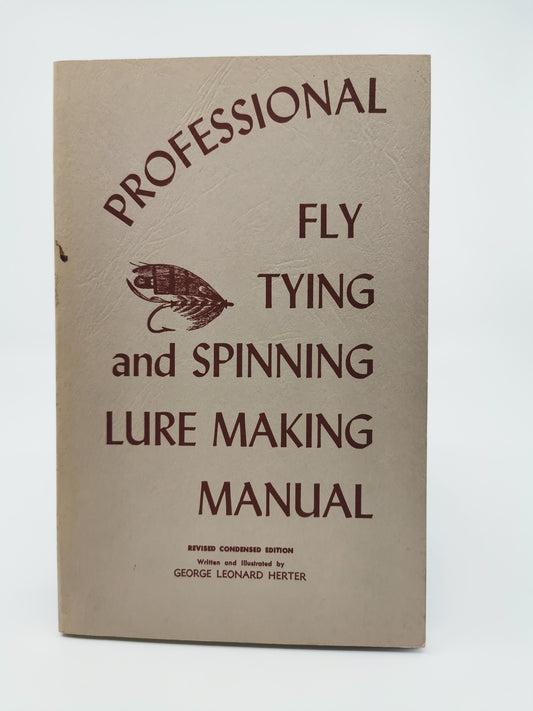 PROFESSIONAL
FLY
TYING
and SPINNING
LURE MAKING
MANUAL
REVISED CONDENSED EDITION
Written and Illustrated by
GEORGE LEONARD HERTER